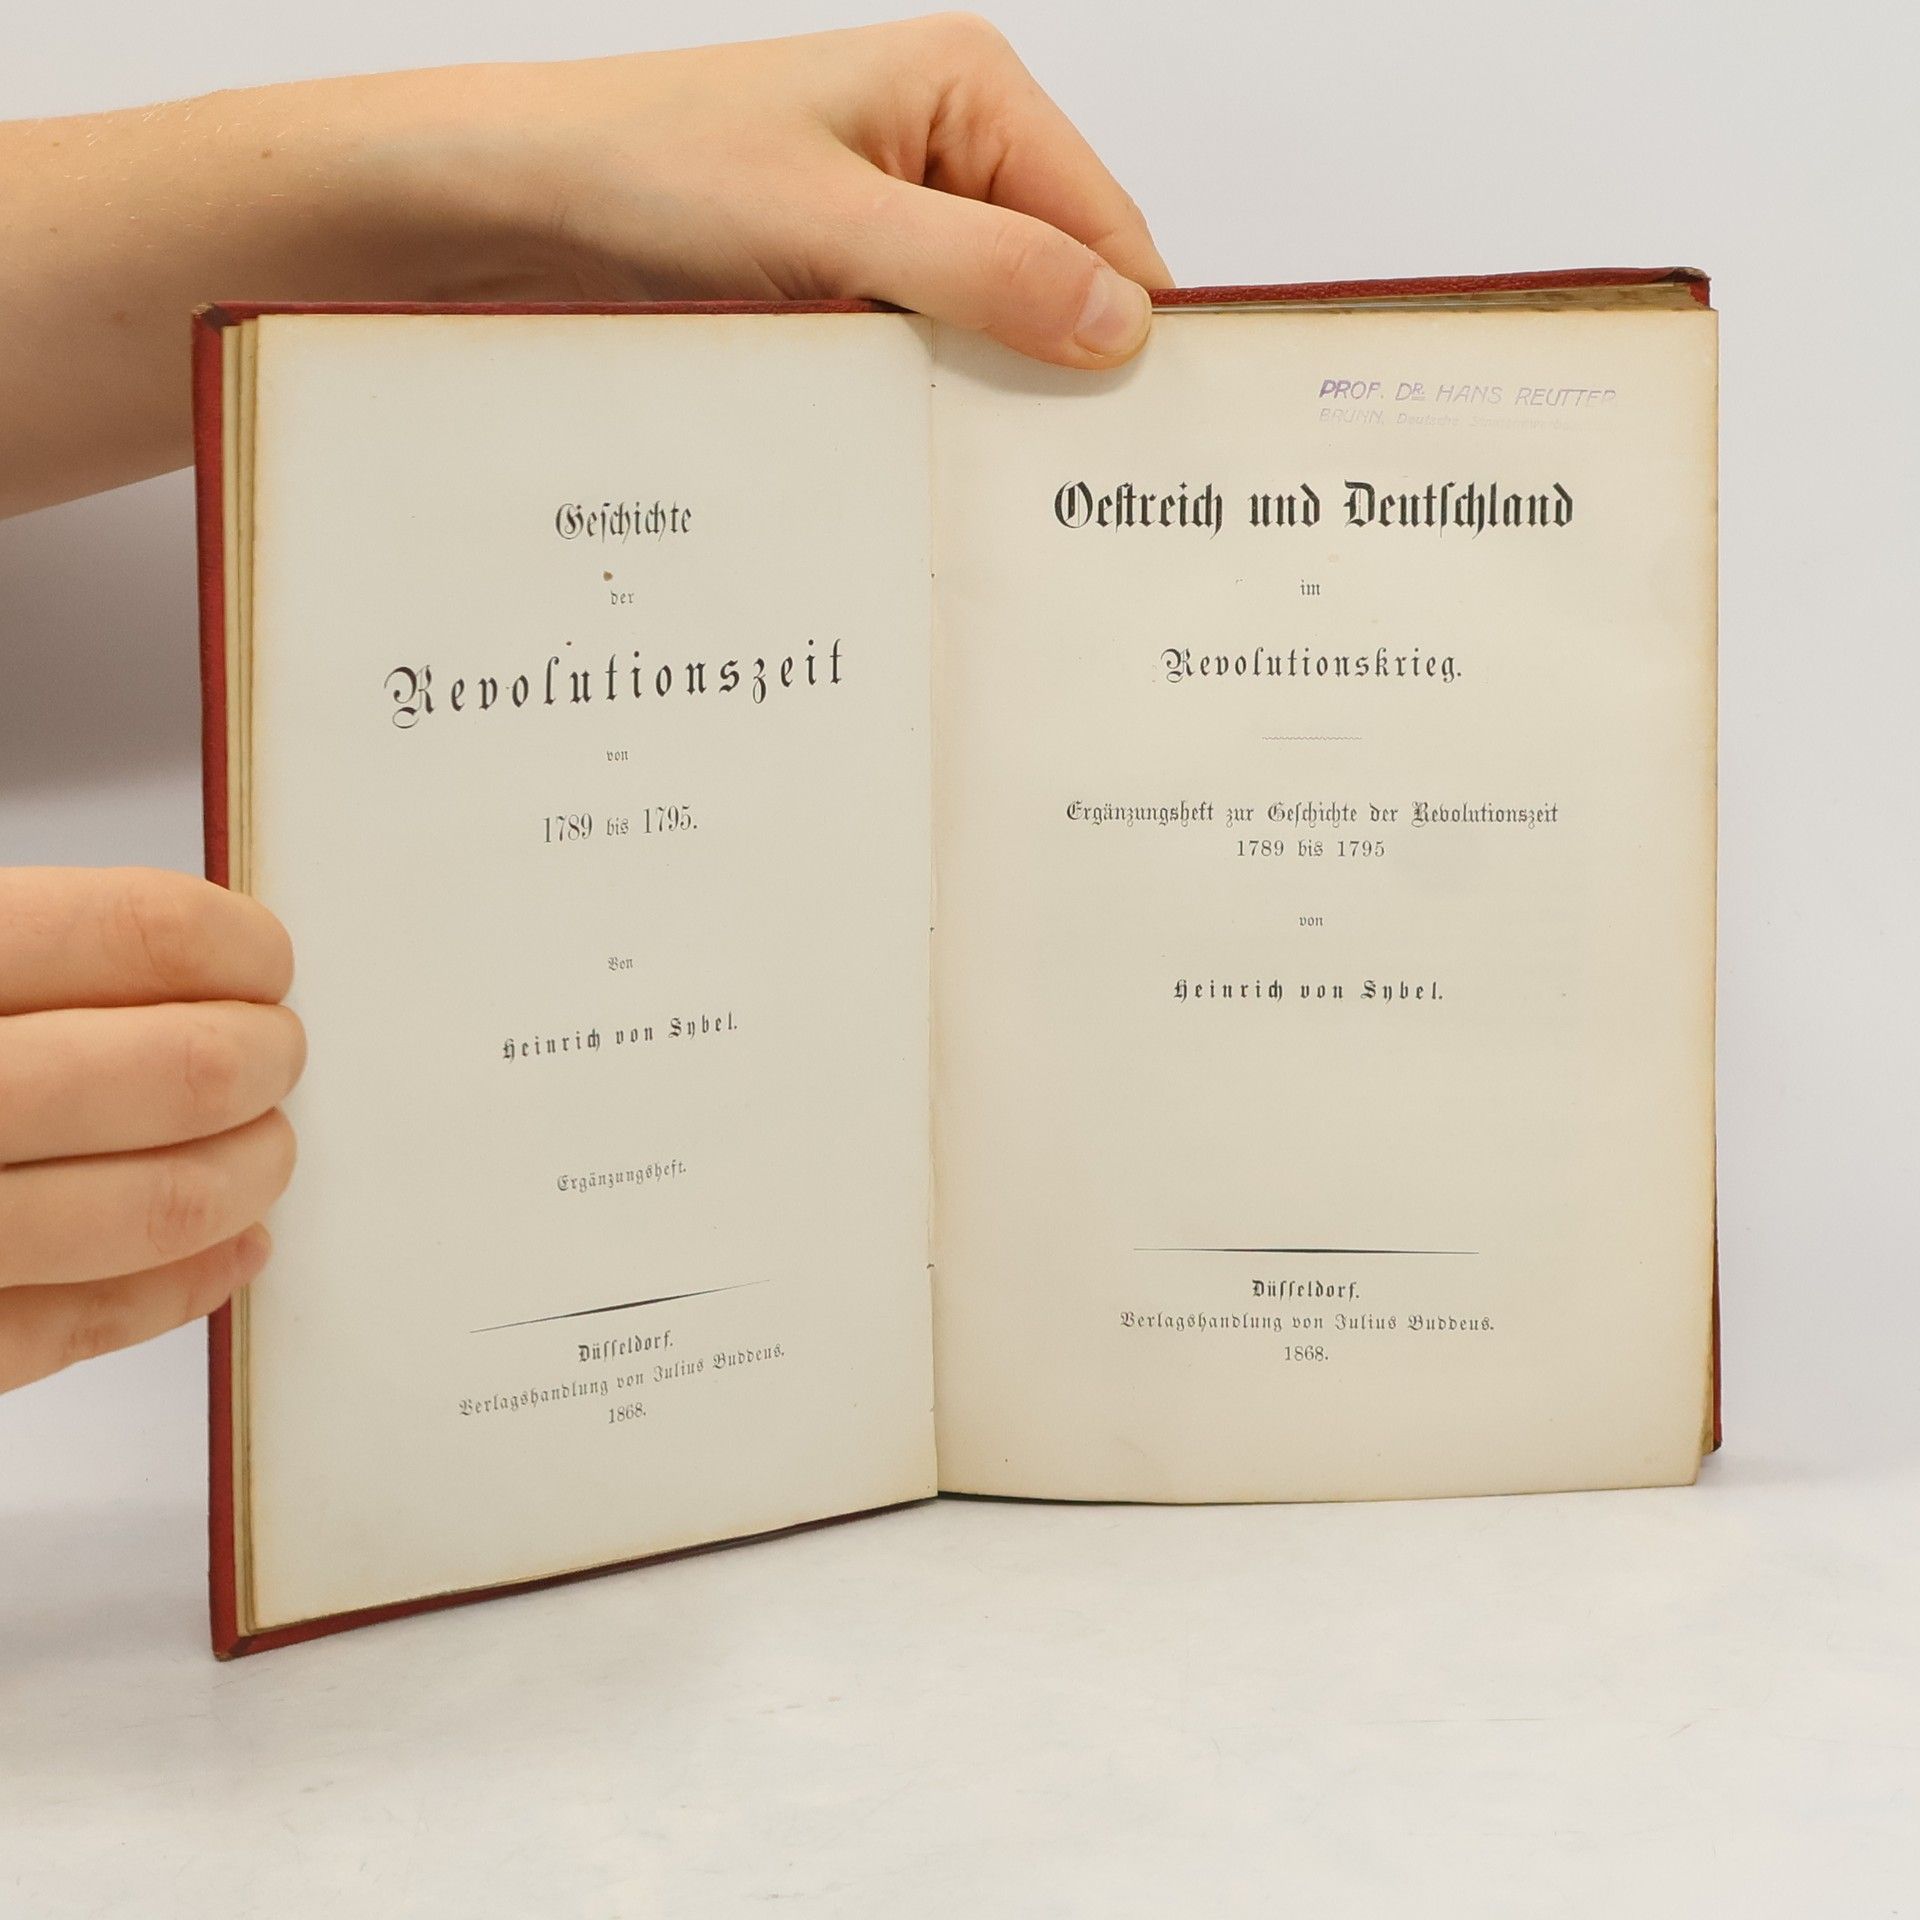 Geſchichte
der
Revolutionszeit
von
1789 bis 1795.
Von
Heinrich von Sybel.
Ergänzungsheft.
Düſſeldorf.
Verlagshandlung von Julius Buddeus.
1868.
PROF. DR. HANS REUTTER
BRÜNN, Deutsche
Oeſtreich und Deutſchland
im
Revolutionskrieg.
Ergänzungsheft zur Geſchichte der Revolutionszeit
1789 bis 1795
von
Heinrich von Sybel.
Düſſeldorf.
Verlagshandlung von Julius Buddeus.
1868.